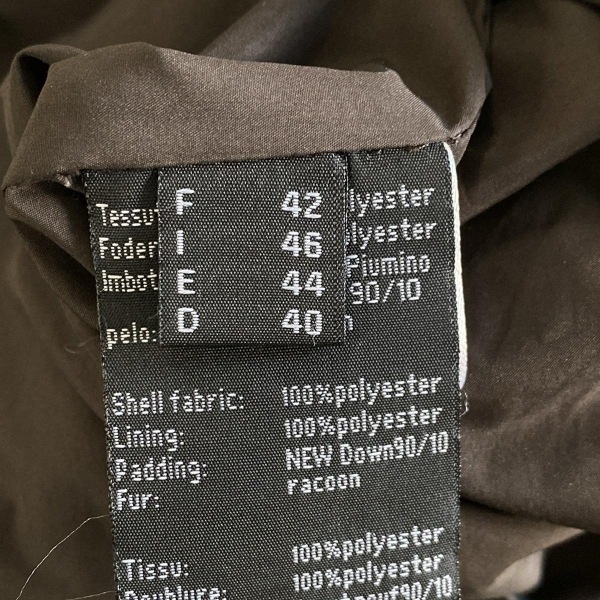 F 42
I 46
E 44
D 40
Tessu lyester
Foder lyester
Imbot Piumino
90/10
pelo:
Shell fabric: 100%polyester
Lining: 100%polyester
Padding: NEW Down90/10
Fur: racoon
Tissu: 100%polyester
Doublure: 100%polyester